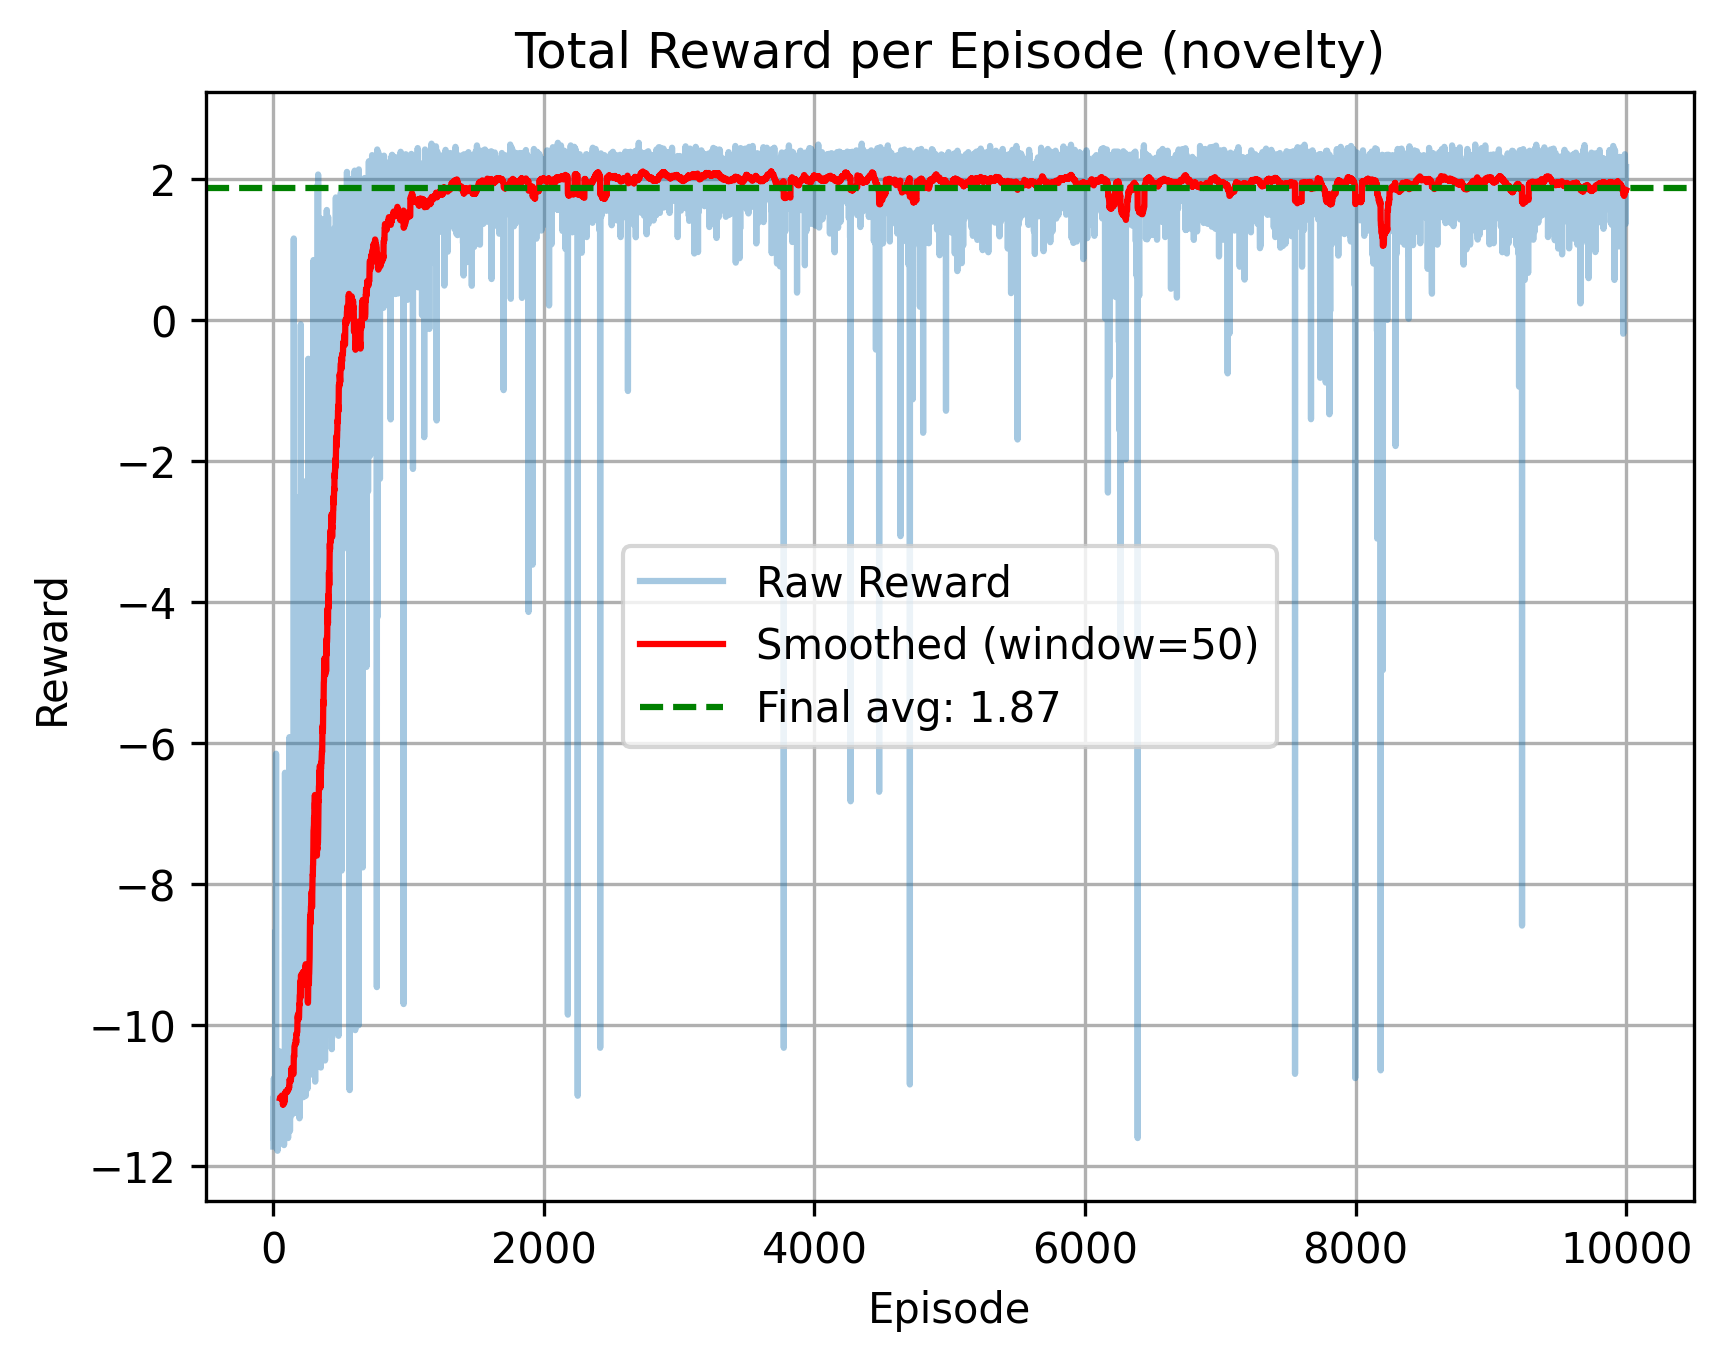 Total Reward per Episode (novelty)
2
0
−2
−4
−6
−8
−10
−12
Reward
Raw Reward
Smoothed (window=50)
Final avg: 1.87
0 2000 4000 6000 8000 10000
Episode